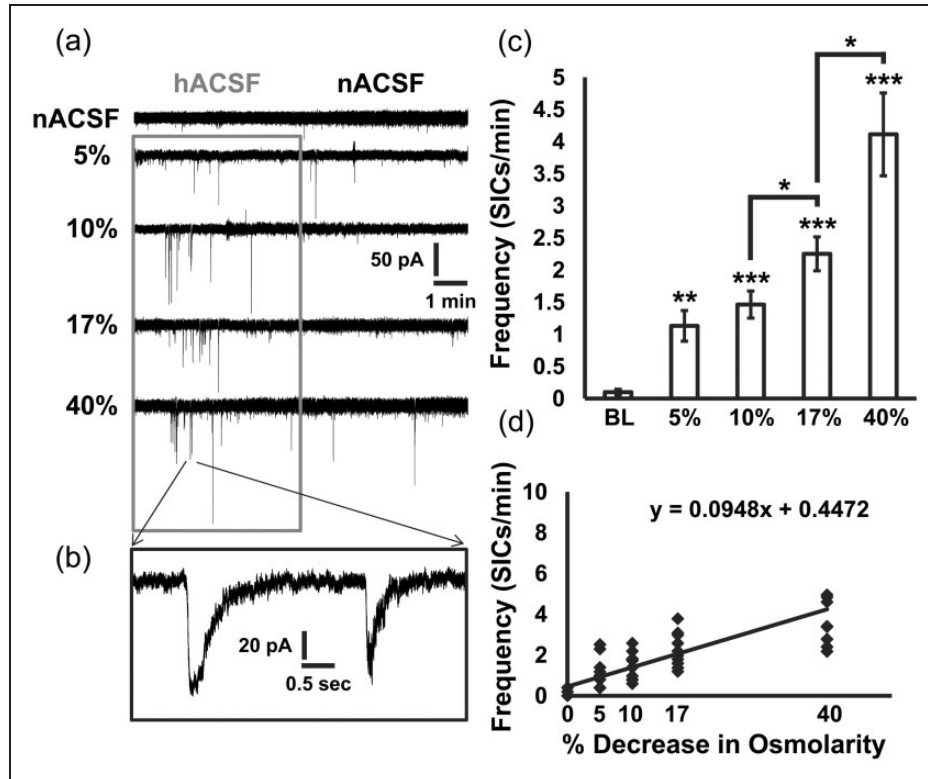 (a)
hACSF nACSF
nACSF
5%
10%
50 pA
1 min
17%
40%
(b)
20 pA
0.5 sec
(c)
Frequency (SICs/min)
5
4.5
4
3.5
3
2.5
2
1.5
1
0.5
0
** *** * *** * ***
BL 5% 10% 17% 40%
(d)
Frequency (SICs/min)
10
8
6
4
2
0
y = 0.0948x + 0.4472
0 5 10 17 40
% Decrease in Osmolarity